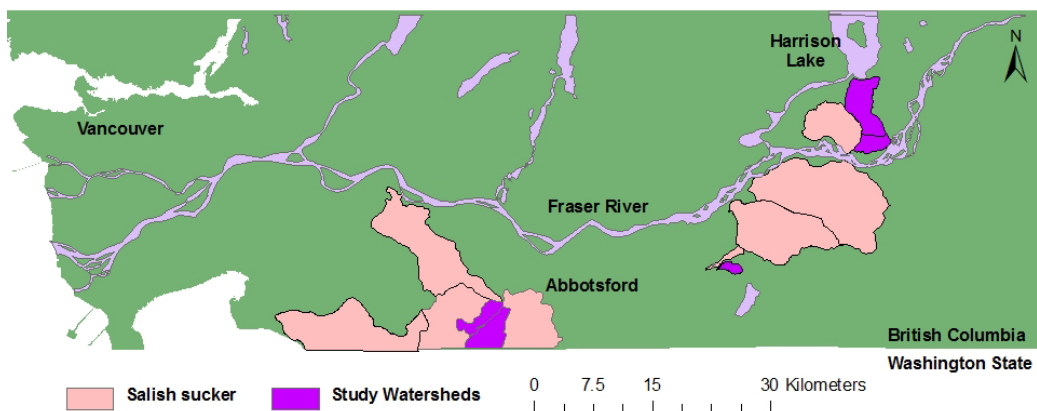 Harrison
Lake
N
Vancouver
Fraser River
Abbotsford
British Columbia
Washington State
Salish sucker
Study Watersheds
0 7.5 15 30 Kilometers